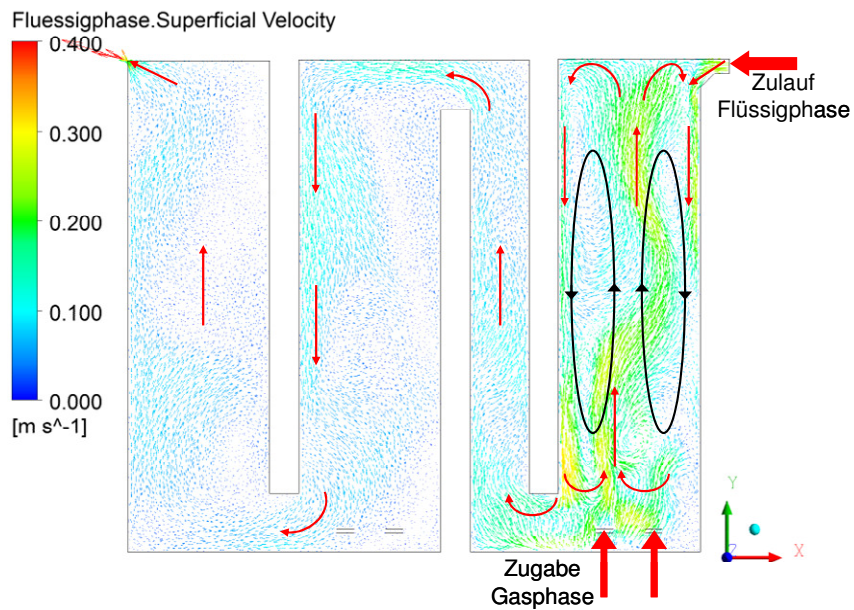 Fluessigphase.Superficial Velocity
0.400
0.300
0.200
0.100
0.000
[m s^-1]
Zulauf
Flüssigphase
Zugabe
Gasphase
Y
Z
X